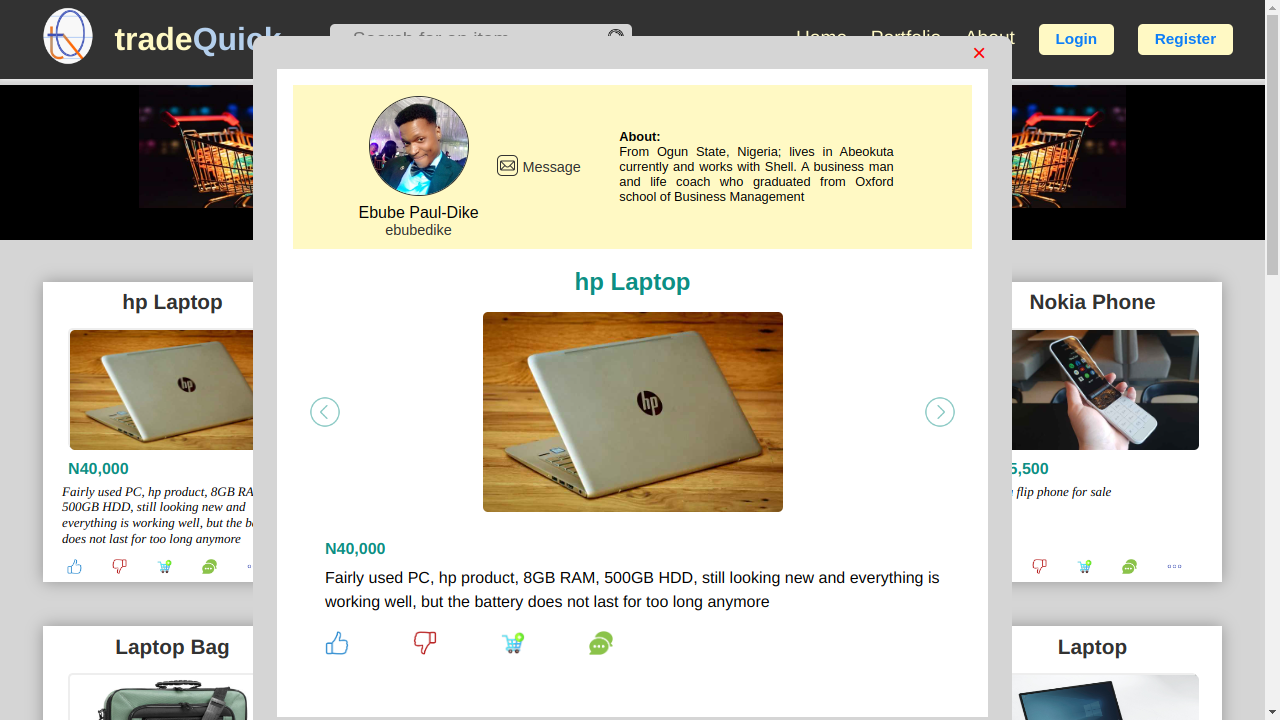 tradeQuick
Search for an item
Home Portfolio About Login Register
×
Ebube Paul-Dike
ebubedike
Message
About:
From Ogun State, Nigeria; lives in Abeokuta
currently and works with Shell. A business man
and life coach who graduated from Oxford
school of Business Management
hp Laptop
hp
N40,000
Fairly used PC, hp product, 8GB RAM, 500GB HDD, still looking new and everything is
working well, but the battery does not last for too long anymore
hp Laptop
hp
N40,000
Fairly used PC, hp product, 8GB RA
500GB HDD, still looking new and
everything is working well, but the b
does not last for too long anymore
Nokia Phone
5,500
flip phone for sale
Laptop Bag
Laptop